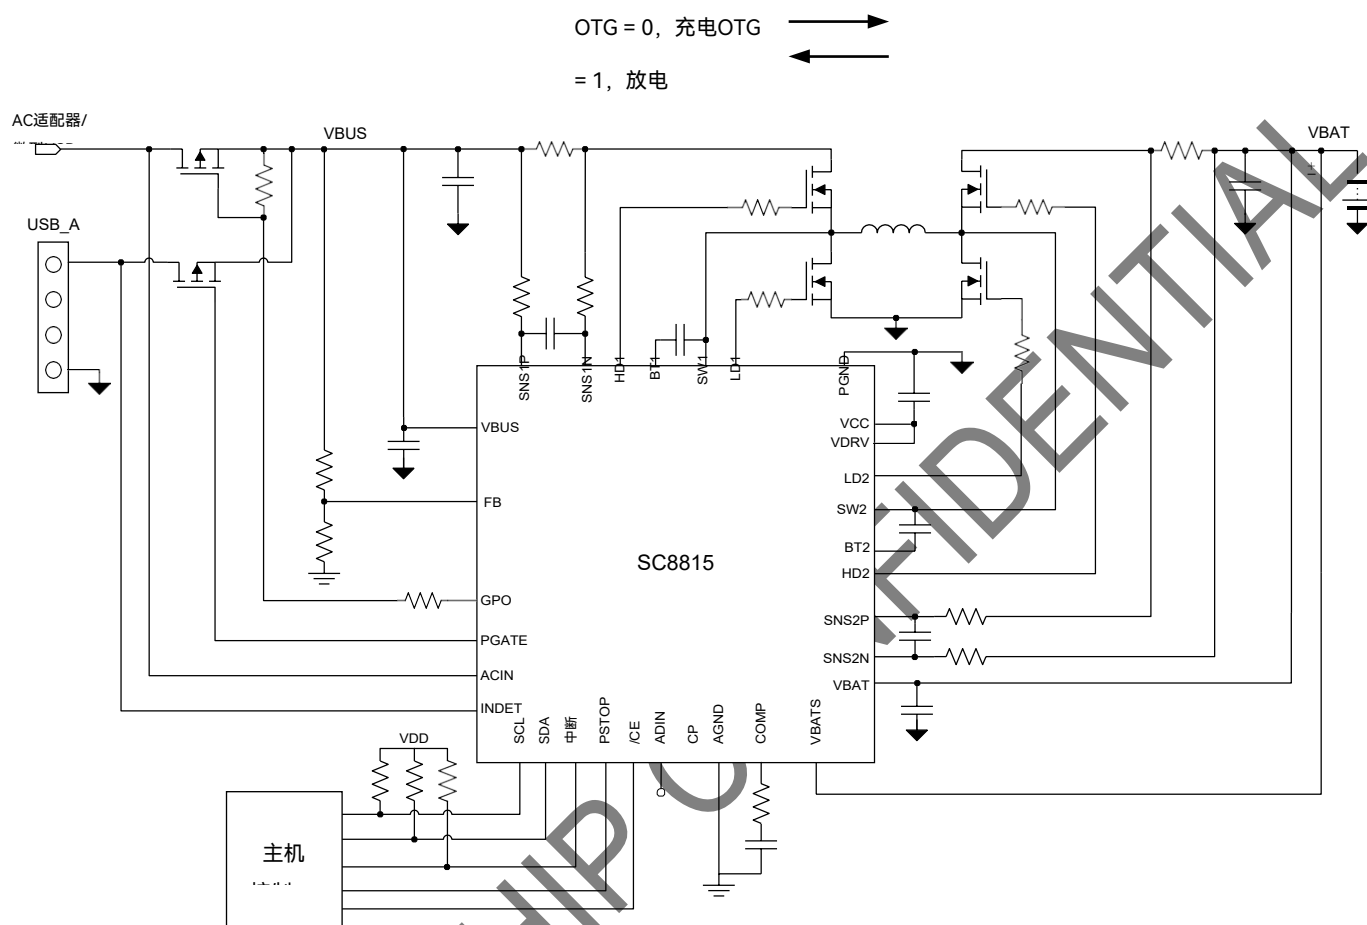 OTG = 0，充电OTG
= 1，放电
AC适配器/
VBUS
VBAT
USB_A
SNS1P
SNS1N
HD1
BT1
SW1
LD1
PGND
VBUS
FB
GPO
PGATE
ACIN
INDET
SC8815
VCC
VDRV
LD2
SW2
BT2
HD2
SNS2P
SNS2N
VBAT
SCL
SDA
中断
PSTOP
/CE
ADIN
CP
AGND
COMP
VBATS
VDD
主机